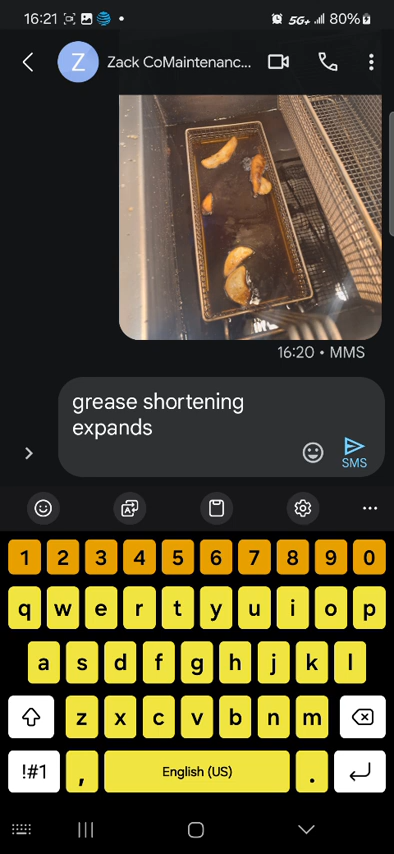 16:21
5G+ 80%
Z
Zack CoMaintenanc...
16:20 • MMS
grease shortening
expands
SMS
1 2 3 4 5 6 7 8 9 0
q w e r t y u i o p
a s d f g h j k l
z x c v b n m
!#1 , English (US) .